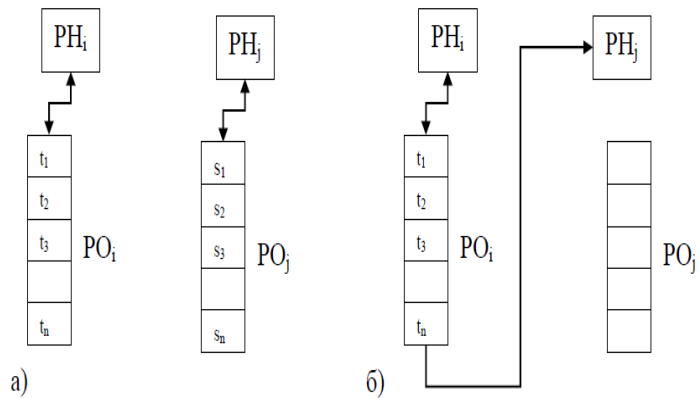 PHi
t1
t2
t3
tn
POi
PHj
s1
s2
s3
sn
POj
а)
PHi
t1
t2
t3
tn
POi
PHj
POj
б)